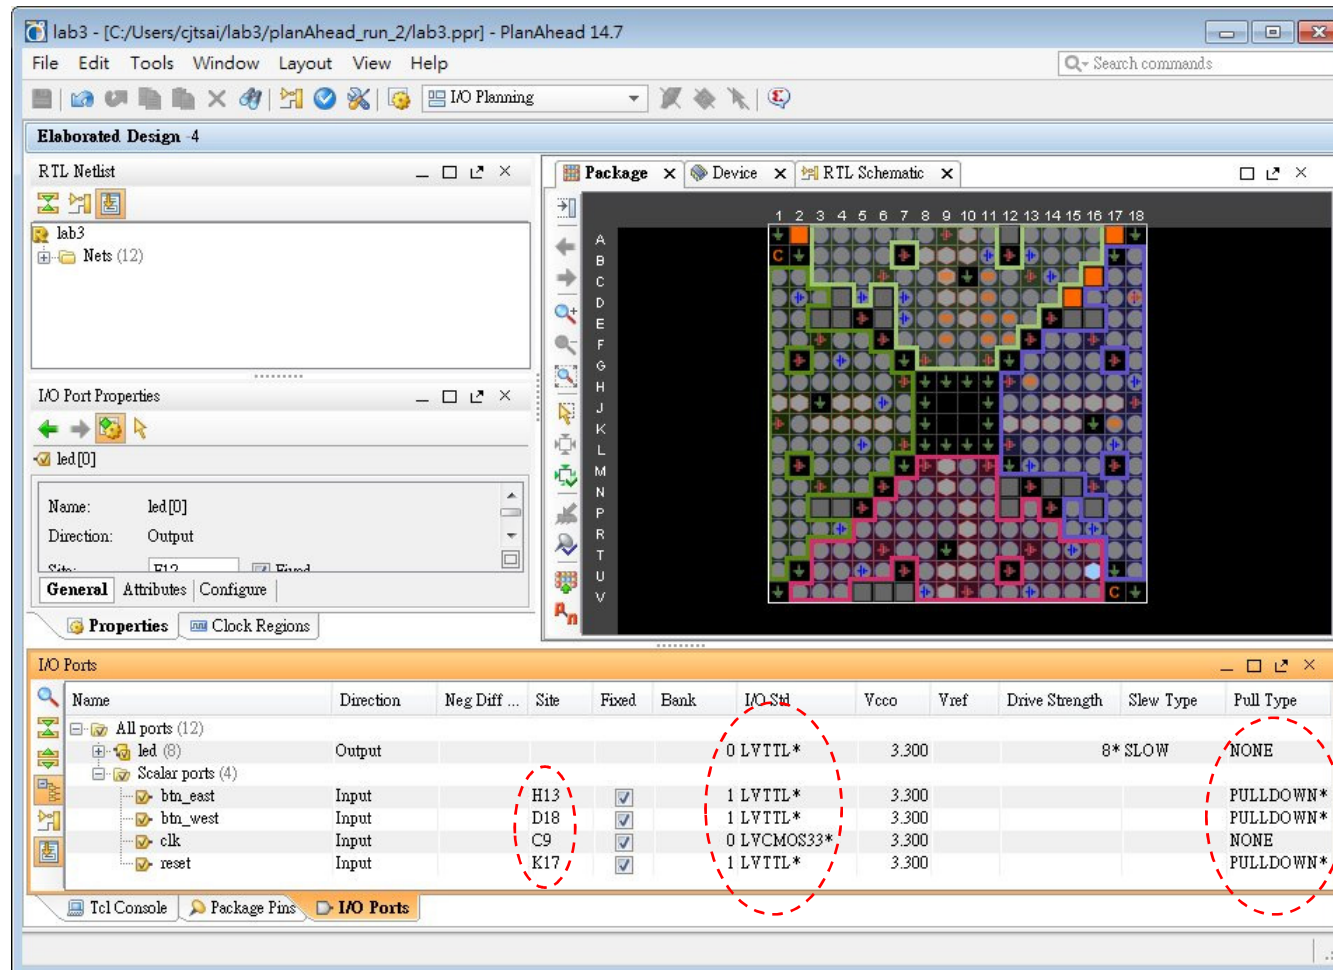 lab3 - [C:/Users/cjtsai/lab3/planAhead_run_2/lab3.ppr] - PlanAhead 14.7
File Edit Tools Window Layout View Help
Search commands
I/O Planning
Elaborated Design -4
RTL Netlist
lab3
Nets (12)
I/O Port Properties
led[0]
Name: led[0]
Direction: Output
Site: F12 Fixed
General Attributes Configure
Properties Clock Regions
Package Device RTL Schematic
1 2 3 4 5 6 7 8 9 10 11 12 13 14 15 16 17 18
A
B
C
D
E
F
G
H
J
K
L
M
N
P
R
T
U
V
C
C
I/O Ports
Name Direction Neg Diff ... Site Fixed Bank I/O Std Vcco Vref Drive Strength Slew Type Pull Type
All ports (12)
led (8) Output 0 LVTTL* 3.300 8* SLOW NONE
Scalar ports (4)
btn_east Input H13 1 LVTTL* 3.300 PULLDOWN*
btn_west Input D18 1 LVTTL* 3.300 PULLDOWN*
clk Input C9 0 LVCMOS33* 3.300 NONE
reset Input K17 1 LVTTL* 3.300 PULLDOWN*
Tcl Console Package Pins I/O Ports